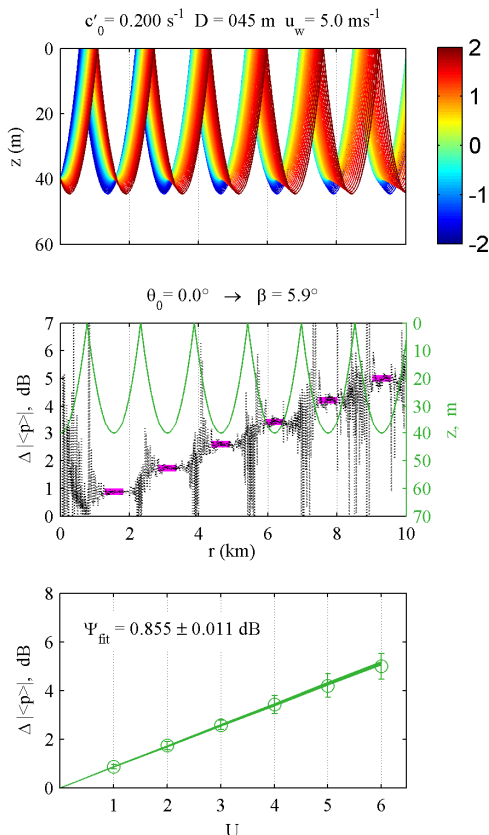 c′₀ = 0.200 s⁻¹ D = 045 m u_w = 5.0 ms⁻¹
0
20
40
60
z (m)
2
1
0
-1
-2
θ₀ = 0.0° → β = 5.9°
7
6
5
4
3
2
1
0
Δ |<p>|, dB
0
10
20
30
40
50
60
70
z, m
0 2 4 6 8 10
r (km)
8
6
4
2
0
Δ |<p>|, dB
Ψ_fit = 0.855 ± 0.011 dB
1 2 3 4 5 6
U